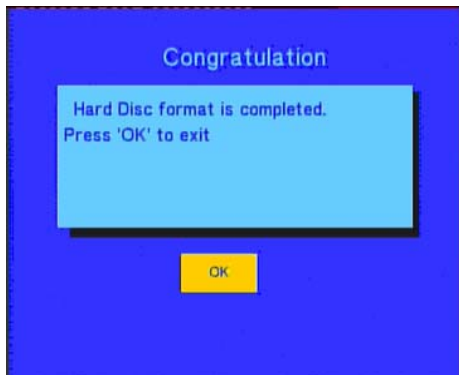 Congratulation
Hard Disc format is completed.
Press 'OK' to exit
OK